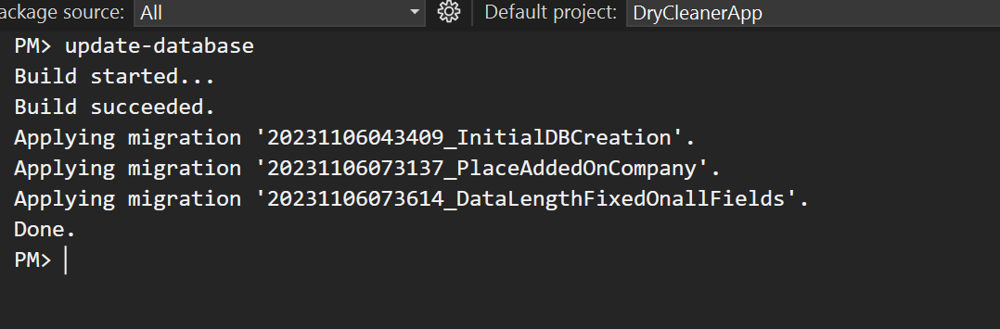 ackage source: All Default project: DryCleanerApp
PM> update-database
Build started...
Build succeeded.
Applying migration '20231106043409_InitialDBCreation'.
Applying migration '20231106073137_PlaceAddedOnCompany'.
Applying migration '20231106073614_DataLengthFixedOnallFields'.
Done.
PM>